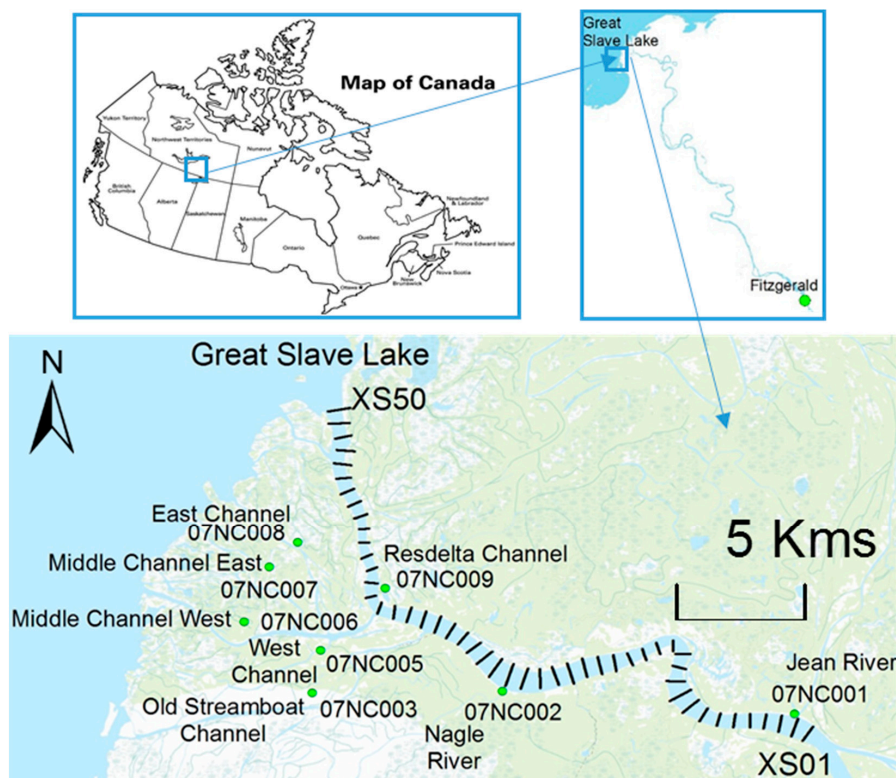 Map of Canada
Yukon Territory
Northwest Territories
Nunavut
British
Columbia
Alberta
Saskatchewan
Manitoba
Ontario
Quebec
Newfoundland
& Labrador
Prince Edward Island
Nova Scotia
New
Brunswick
Ottawa
Great
Slave Lake
Fitzgerald
N
Great Slave Lake
XS50
East Channel
07NC008
Middle Channel East
07NC007
Resdelta Channel
07NC009
5 Kms
Middle Channel West
07NC006
West
Channel
07NC005
Old Streamboat
Channel
07NC003
07NC002
Nagle
River
Jean River
07NC001
XS01